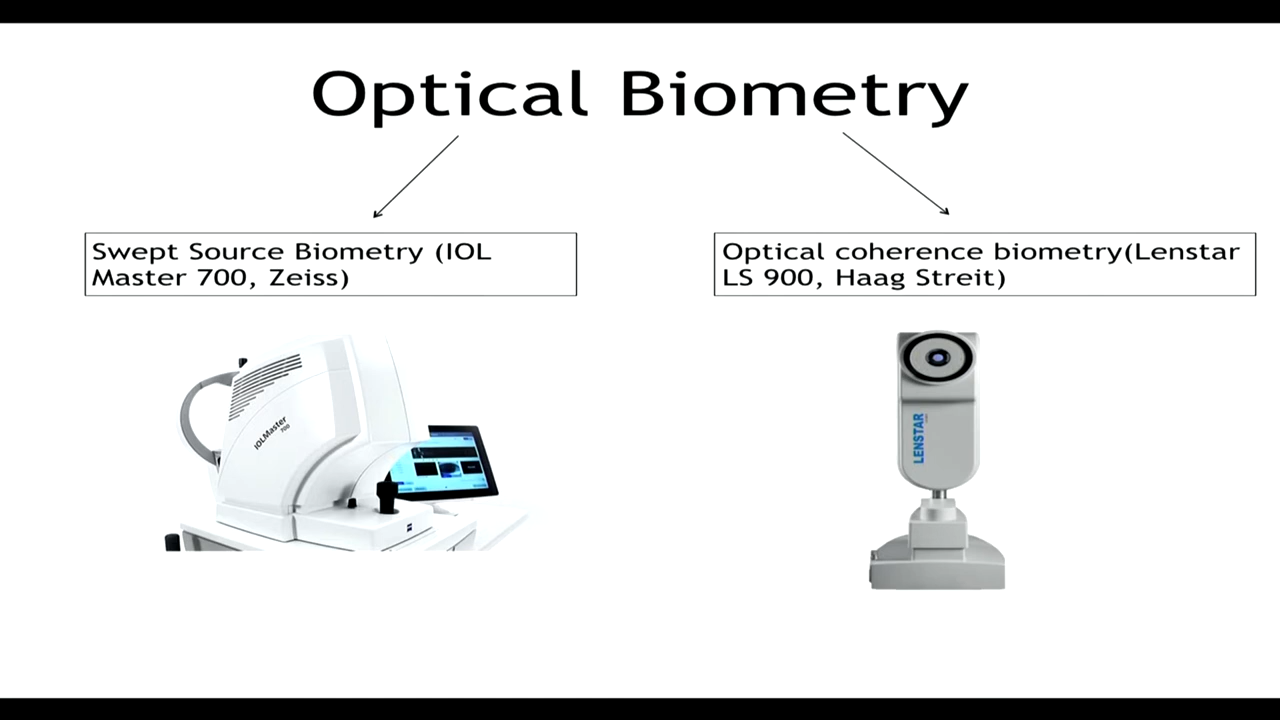 Optical Biometry
Swept Source Biometry (IOL
Master 700, Zeiss)
Optical coherence biometry(Lenstar
LS 900, Haag Streit)
IOLMaster
700
LENSTAR